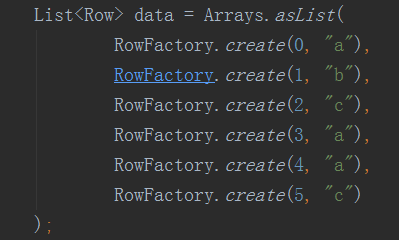 List<Row> data = Arrays.asList(
RowFactory.create(0, "a"),
RowFactory.create(1, "b"),
RowFactory.create(2, "c"),
RowFactory.create(3, "a"),
RowFactory.create(4, "a"),
RowFactory.create(5, "c")
);